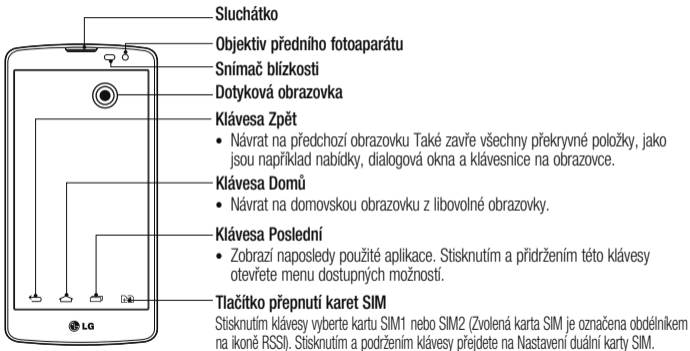 Sluchátko
Objektiv předního fotoaparátu
Snímač blízkosti
Dotyková obrazovka
Klávesa Zpět
• Návrat na předchozí obrazovku Také zavře všechny překryvné položky, jako
jsou například nabídky, dialogová okna a klávesnice na obrazovce.
Klávesa Domů
• Návrat na domovskou obrazovku z libovolné obrazovky.
Klávesa Poslední
• Zobrazí naposledy použité aplikace. Stisknutím a přidržením této klávesy
otevřete menu dostupných možností.
Tlačítko přepnutí karet SIM
Stisknutím klávesy vyberte kartu SIM1 nebo SIM2 (Zvolená karta SIM je označena obdélníkem
na ikoně RSSI). Stisknutím a podržením klávesy přejdete na Nastavení duální karty SIM.
LG